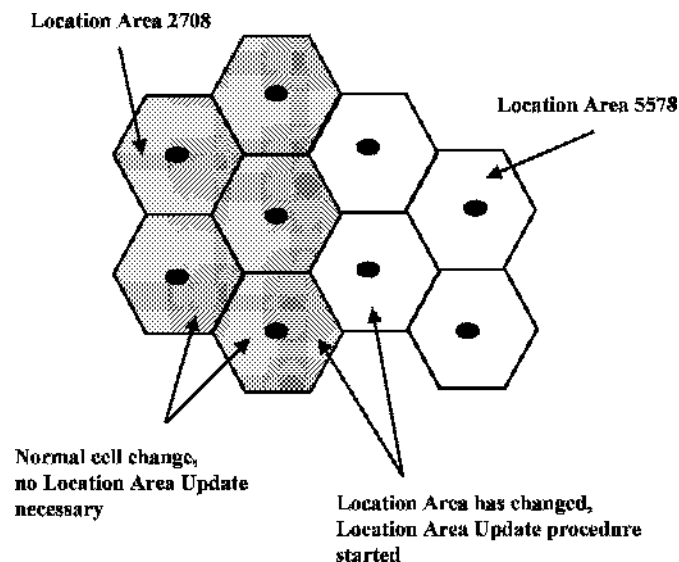 Location Area 2708
Location Area 5578
Normal cell change,
no Location Area Update
necessary
Location Area has changed,
Location Area Update procedure
started